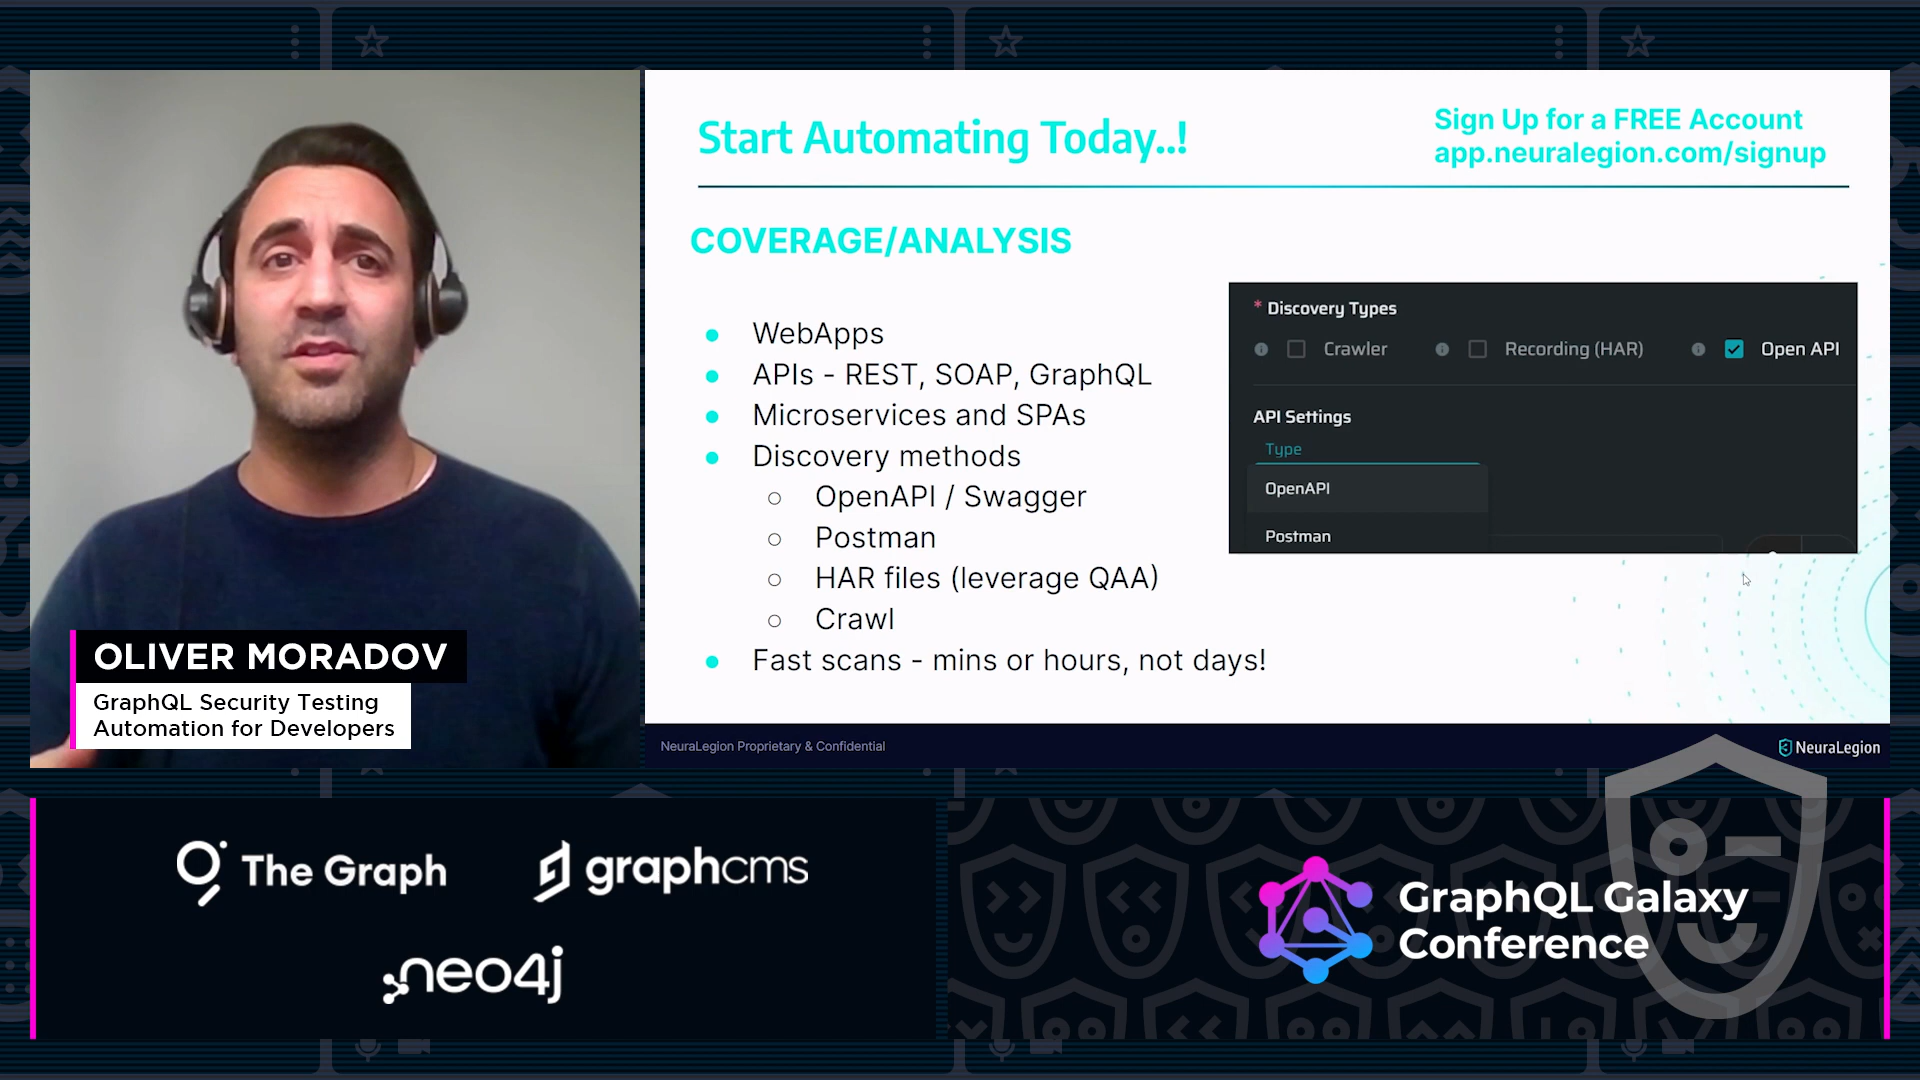 Start Automating Today..!
Sign Up for a FREE Account
app.neuralegion.com/signup
COVERAGE/ANALYSIS
WebApps
APIs - REST, SOAP, GraphQL
Microservices and SPAs
Discovery methods
OpenAPI / Swagger
Postman
HAR files (leverage QAA)
Crawl
Fast scans - mins or hours, not days!
* Discovery Types
Crawler
Recording (HAR)
Open API
API Settings
Type
OpenAPI
Postman
NeuraLegion Proprietary & Confidential
NeuraLegion
OLIVER MORADOV
GraphQL Security Testing
Automation for Developers
The Graph
graphcms
neo4j
GraphQL Galaxy
Conference